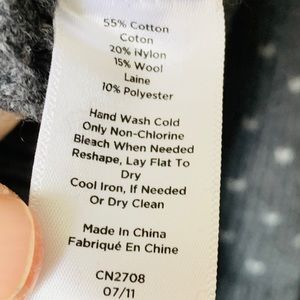 55% Cotton
Coton
20% Nylon
15% Wool
Laine
10% Polyester
Hand Wash Cold
Only Non-Chlorine
Bleach When Needed
Reshape, Lay Flat To
Dry
Cool Iron, If Needed
Or Dry Clean
Made In China
Fabriqué En Chine
CN2708
07/11